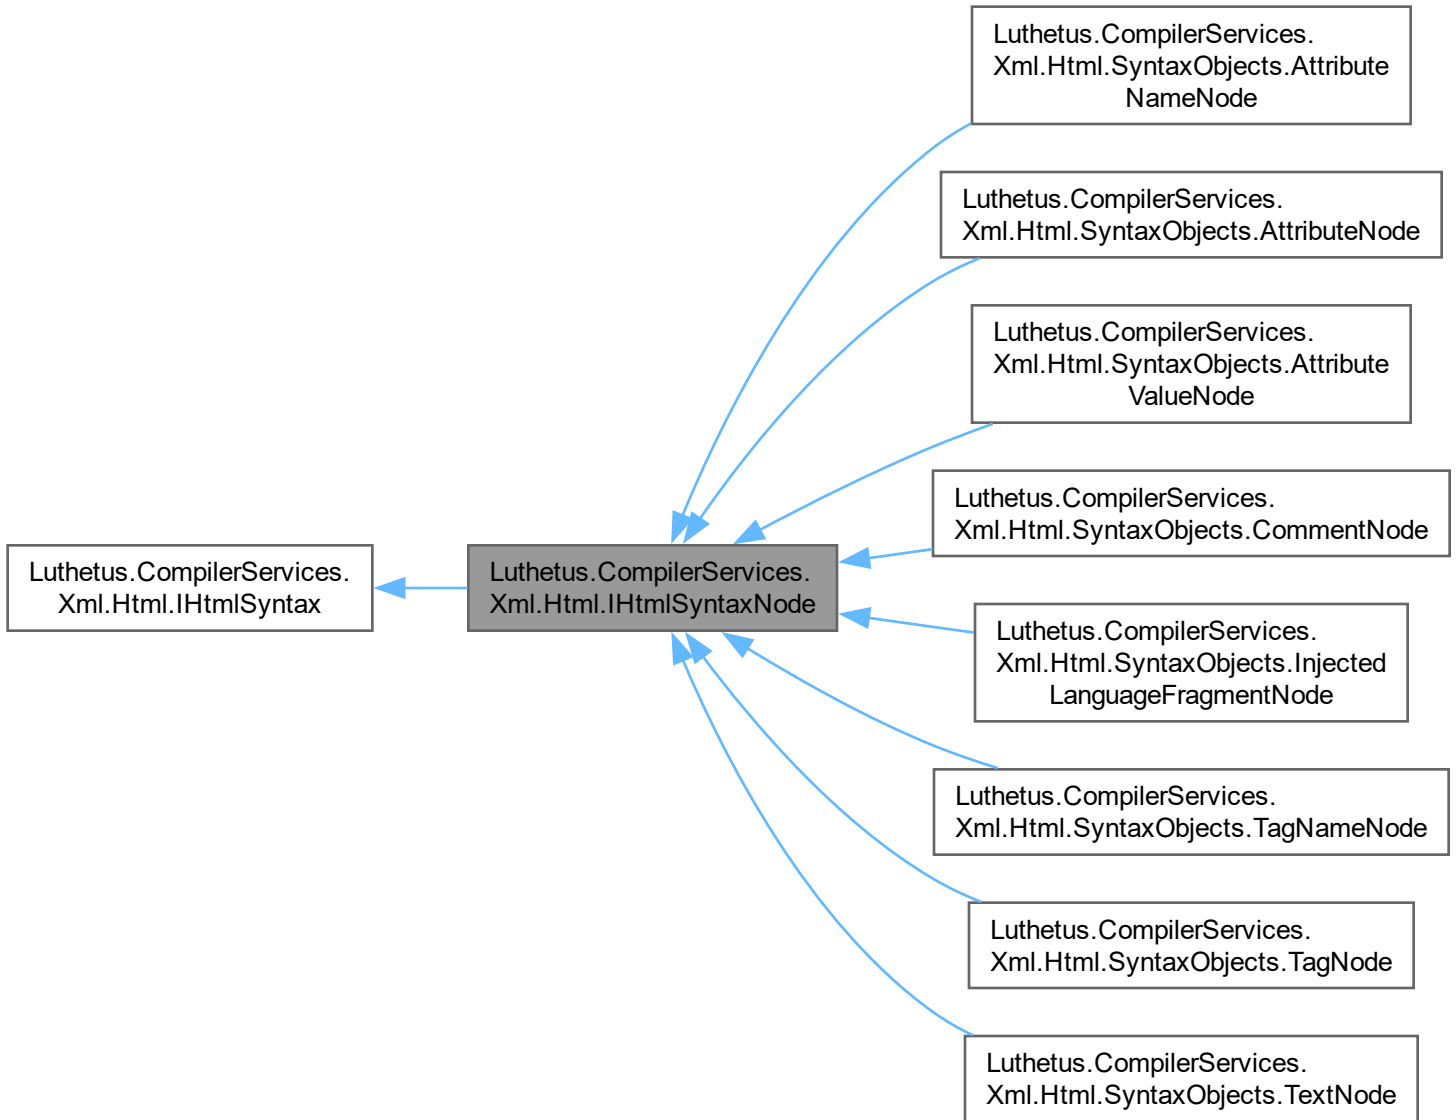 Luthetus.CompilerServices.
Xml.Html.SyntaxObjects.Attribute
NameNode
Luthetus.CompilerServices.
Xml.Html.SyntaxObjects.AttributeNode
Luthetus.CompilerServices.
Xml.Html.SyntaxObjects.Attribute
ValueNode
Luthetus.CompilerServices.
Xml.Html.SyntaxObjects.CommentNode
Luthetus.CompilerServices.
Xml.Html.IHtmlSyntax
Luthetus.CompilerServices.
Xml.Html.IHtmlSyntaxNode
Luthetus.CompilerServices.
Xml.Html.SyntaxObjects.Injected
LanguageFragmentNode
Luthetus.CompilerServices.
Xml.Html.SyntaxObjects.TagNameNode
Luthetus.CompilerServices.
Xml.Html.SyntaxObjects.TagNode
Luthetus.CompilerServices.
Xml.Html.SyntaxObjects.TextNode